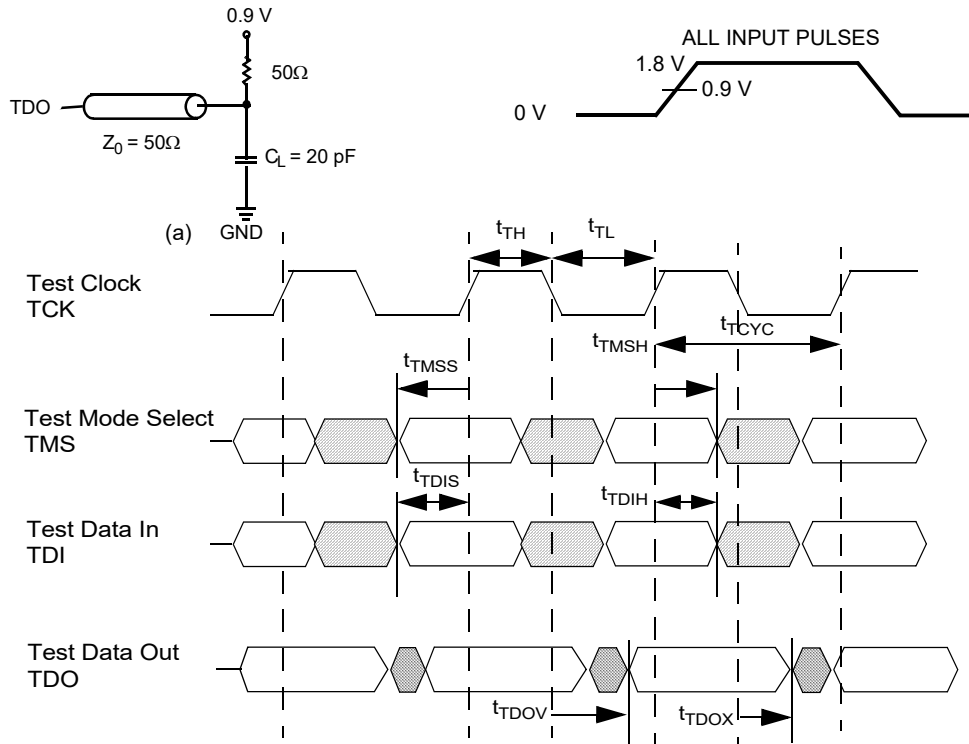 0.9 V
50Ω
TDO
Z0 = 50Ω
CL = 20 pF
(a)
GND
ALL INPUT PULSES
1.8 V
0.9 V
0 V
tTH
tTL
Test Clock
TCK
tTCYC
tTMSH
tTMSS
Test Mode Select
TMS
tTDIS
tTDIH
Test Data In
TDI
Test Data Out
TDO
tTDOV
tTDOX